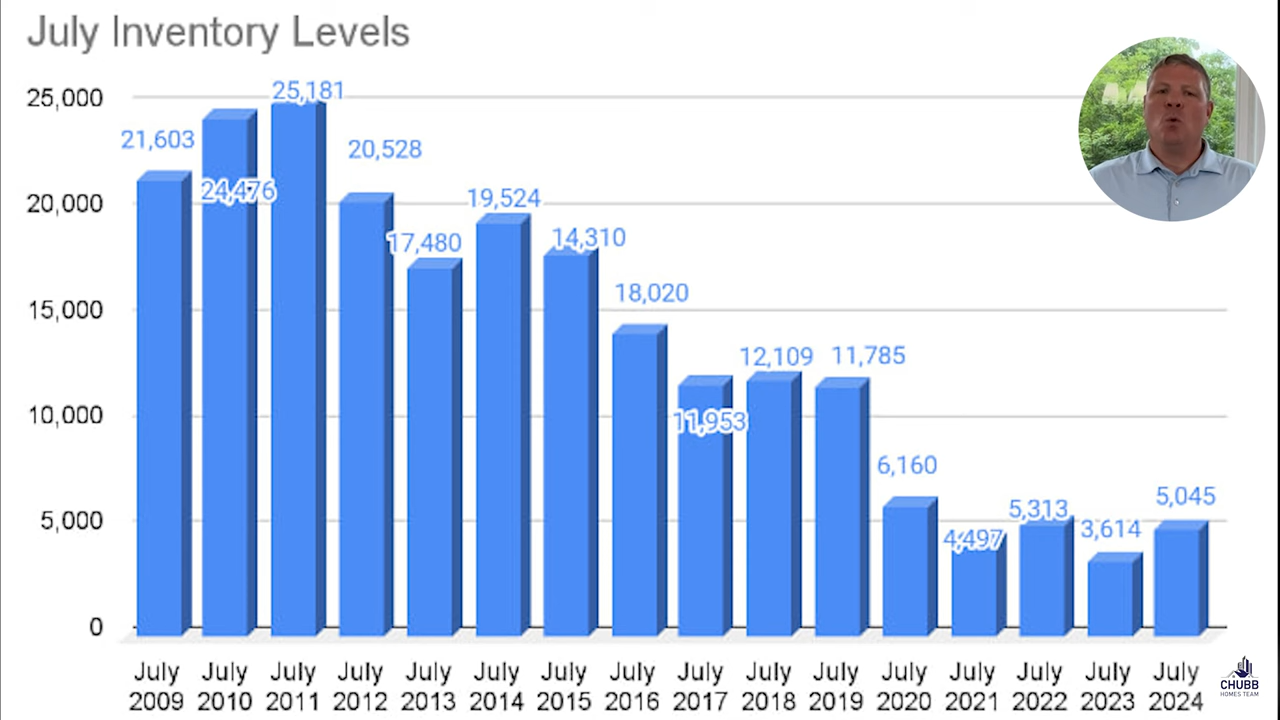 July Inventory Levels
25,000
20,000
15,000
10,000
5,000
0
21,603
24,476
25,181
20,528
17,480
19,524
14,310
18,020
11,953
12,109
11,785
6,160
4,497
5,313
3,614
5,045
July 2009
July 2010
July 2011
July 2012
July 2013
July 2014
July 2015
July 2016
July 2017
July 2018
July 2019
July 2020
July 2021
July 2022
July 2023
July 2024
CHUBB
HOMES TEAM